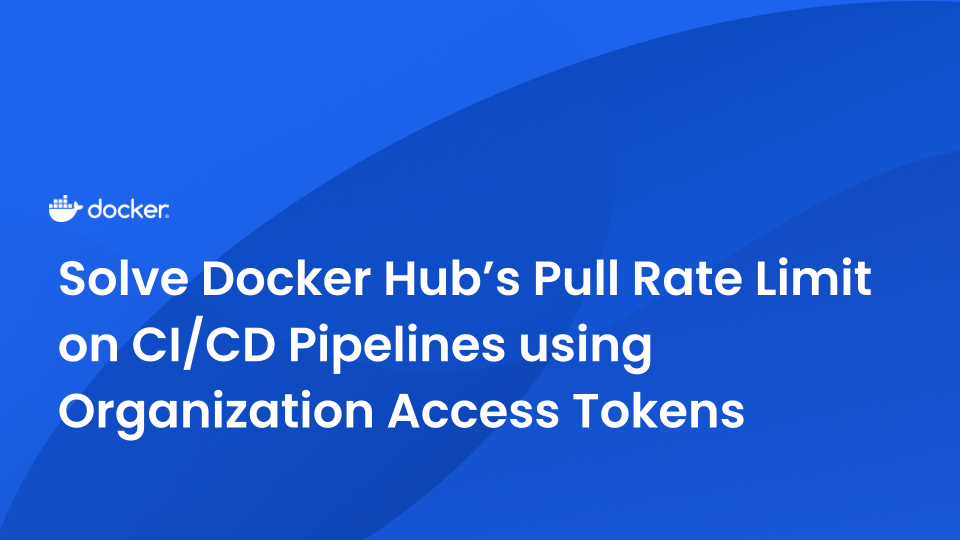 docker
Solve Docker Hub’s Pull Rate Limit
on CI/CD Pipelines using
Organization Access Tokens